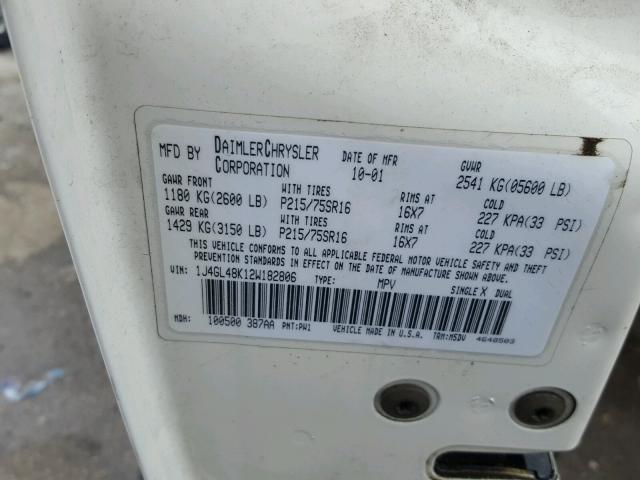 MFD BY DAIMLERCHRYSLER CORPORATION DATE OF MFR 10-01 GVWR 2541 KG(05600 LB)
GAWR FRONT WITH TIRES RIMS AT COLD
1180 KG(2600 LB) P215/75SR16 16X7 227 KPA(33 PSI)
GAWR REAR WITH TIRES RIMS AT COLD
1429 KG(3150 LB) P215/75SR16 16X7 227 KPA(33 PSI)
THIS VEHICLE CONFORMS TO ALL APPLICABLE FEDERAL MOTOR VEHICLE SAFETY AND THEFT
PREVENTION STANDARDS IN EFFECT ON THE DATE OF MANUFACTURE SHOWN ABOVE.
VIN: 1J4GL48K12W182806 TYPE: MPV SINGLE X DUAL
MDH: 100500 387AA PNT:PW1 VEHICLE MADE IN U.S.A. TRM:MSDV 4648503